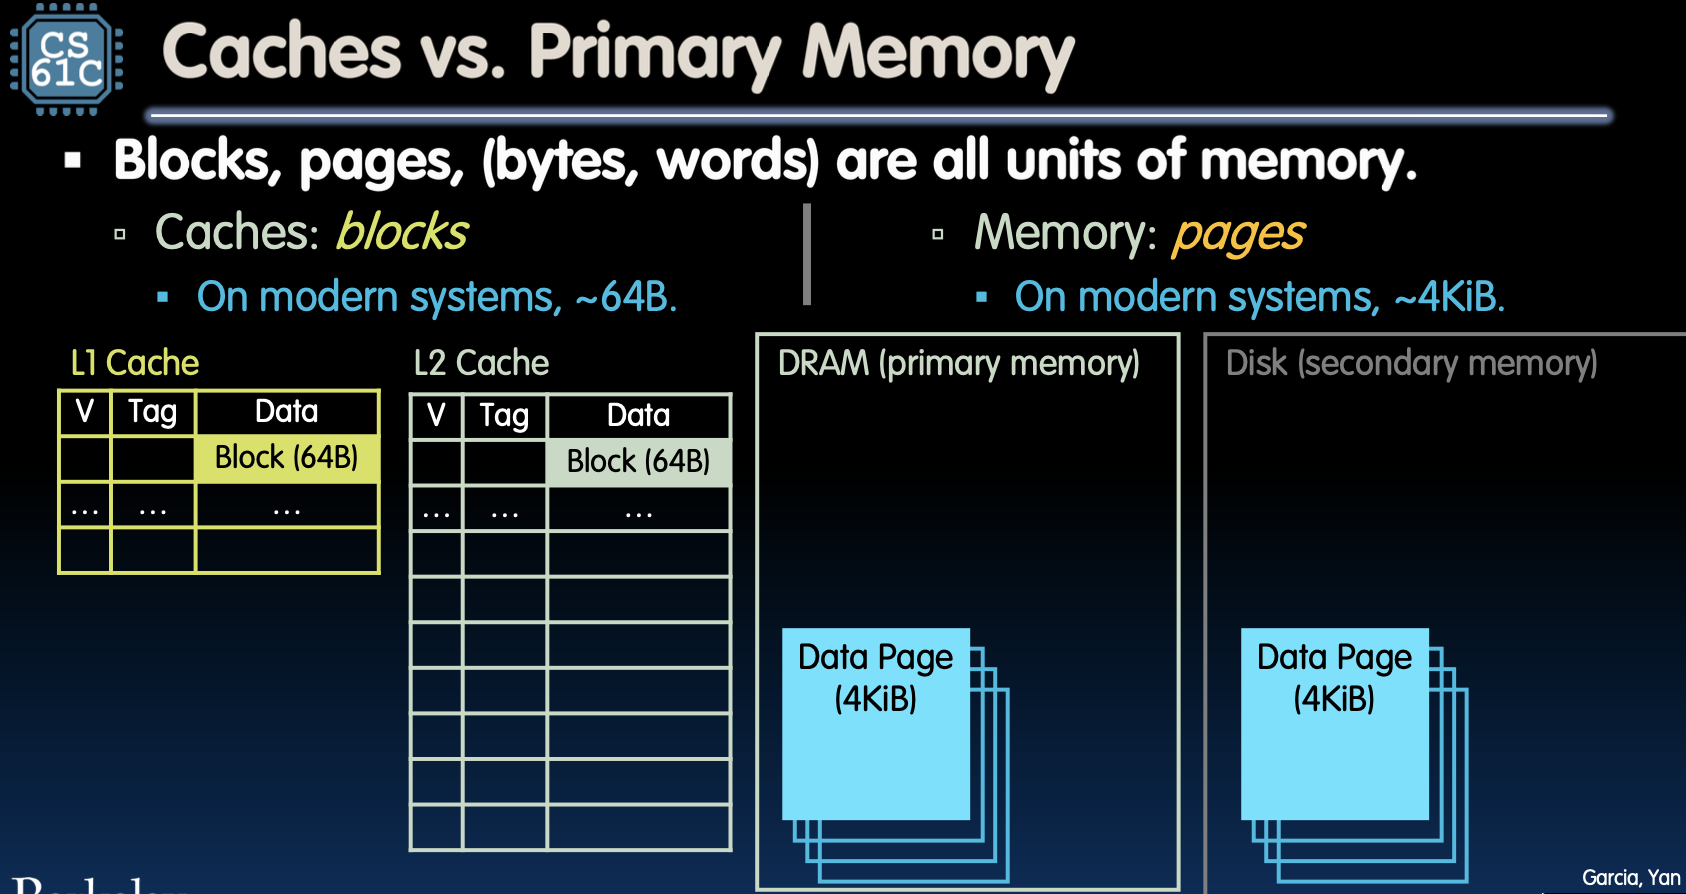 CS
61C
Caches vs. Primary Memory
▪ Blocks, pages, (bytes, words) are all units of memory.
▫ Caches: blocks
▪ On modern systems, ~64B.
▫ Memory: pages
▪ On modern systems, ~4KiB.
L1 Cache
V Tag Data
Block (64B)
... ... ...
L2 Cache
V Tag Data
Block (64B)
... ... ...
DRAM (primary memory)
Data Page
(4KiB)
Disk (secondary memory)
Data Page
(4KiB)
Garcia, Yan